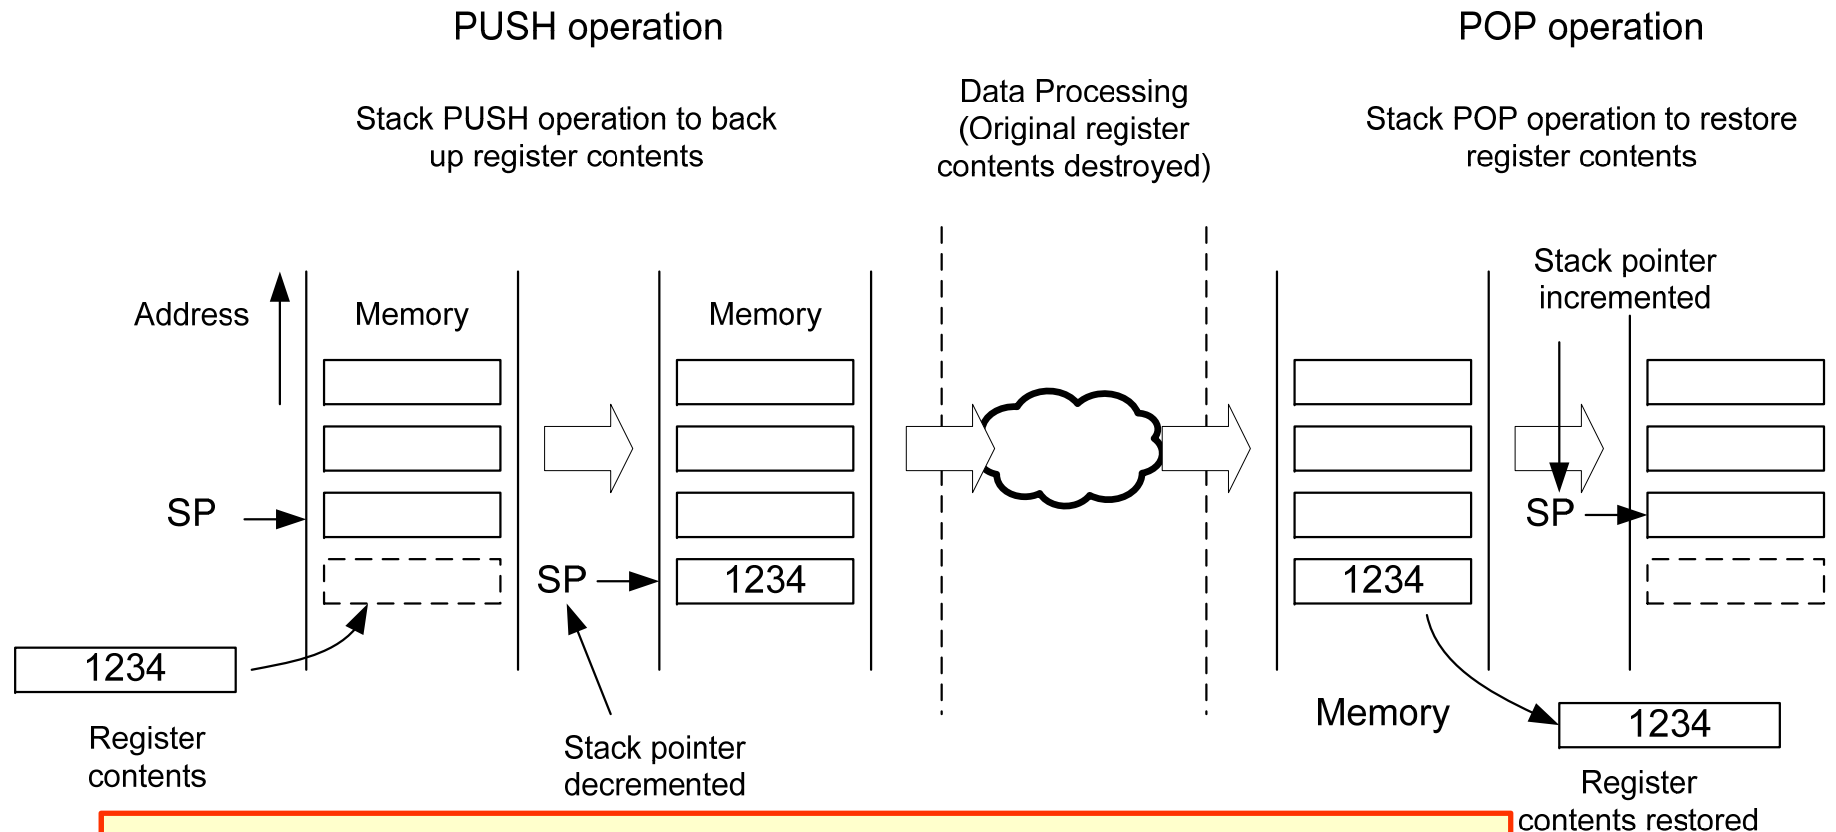 PUSH operation
POP operation
Stack PUSH operation to back
up register contents
Data Processing
(Original register
contents destroyed)
Stack POP operation to restore
register contents
Address
Memory
Memory
Stack pointer
incremented
SP
SP
1234
1234
SP
1234
Register
contents
Stack pointer
decremented
Memory
1234
Register
contents restored